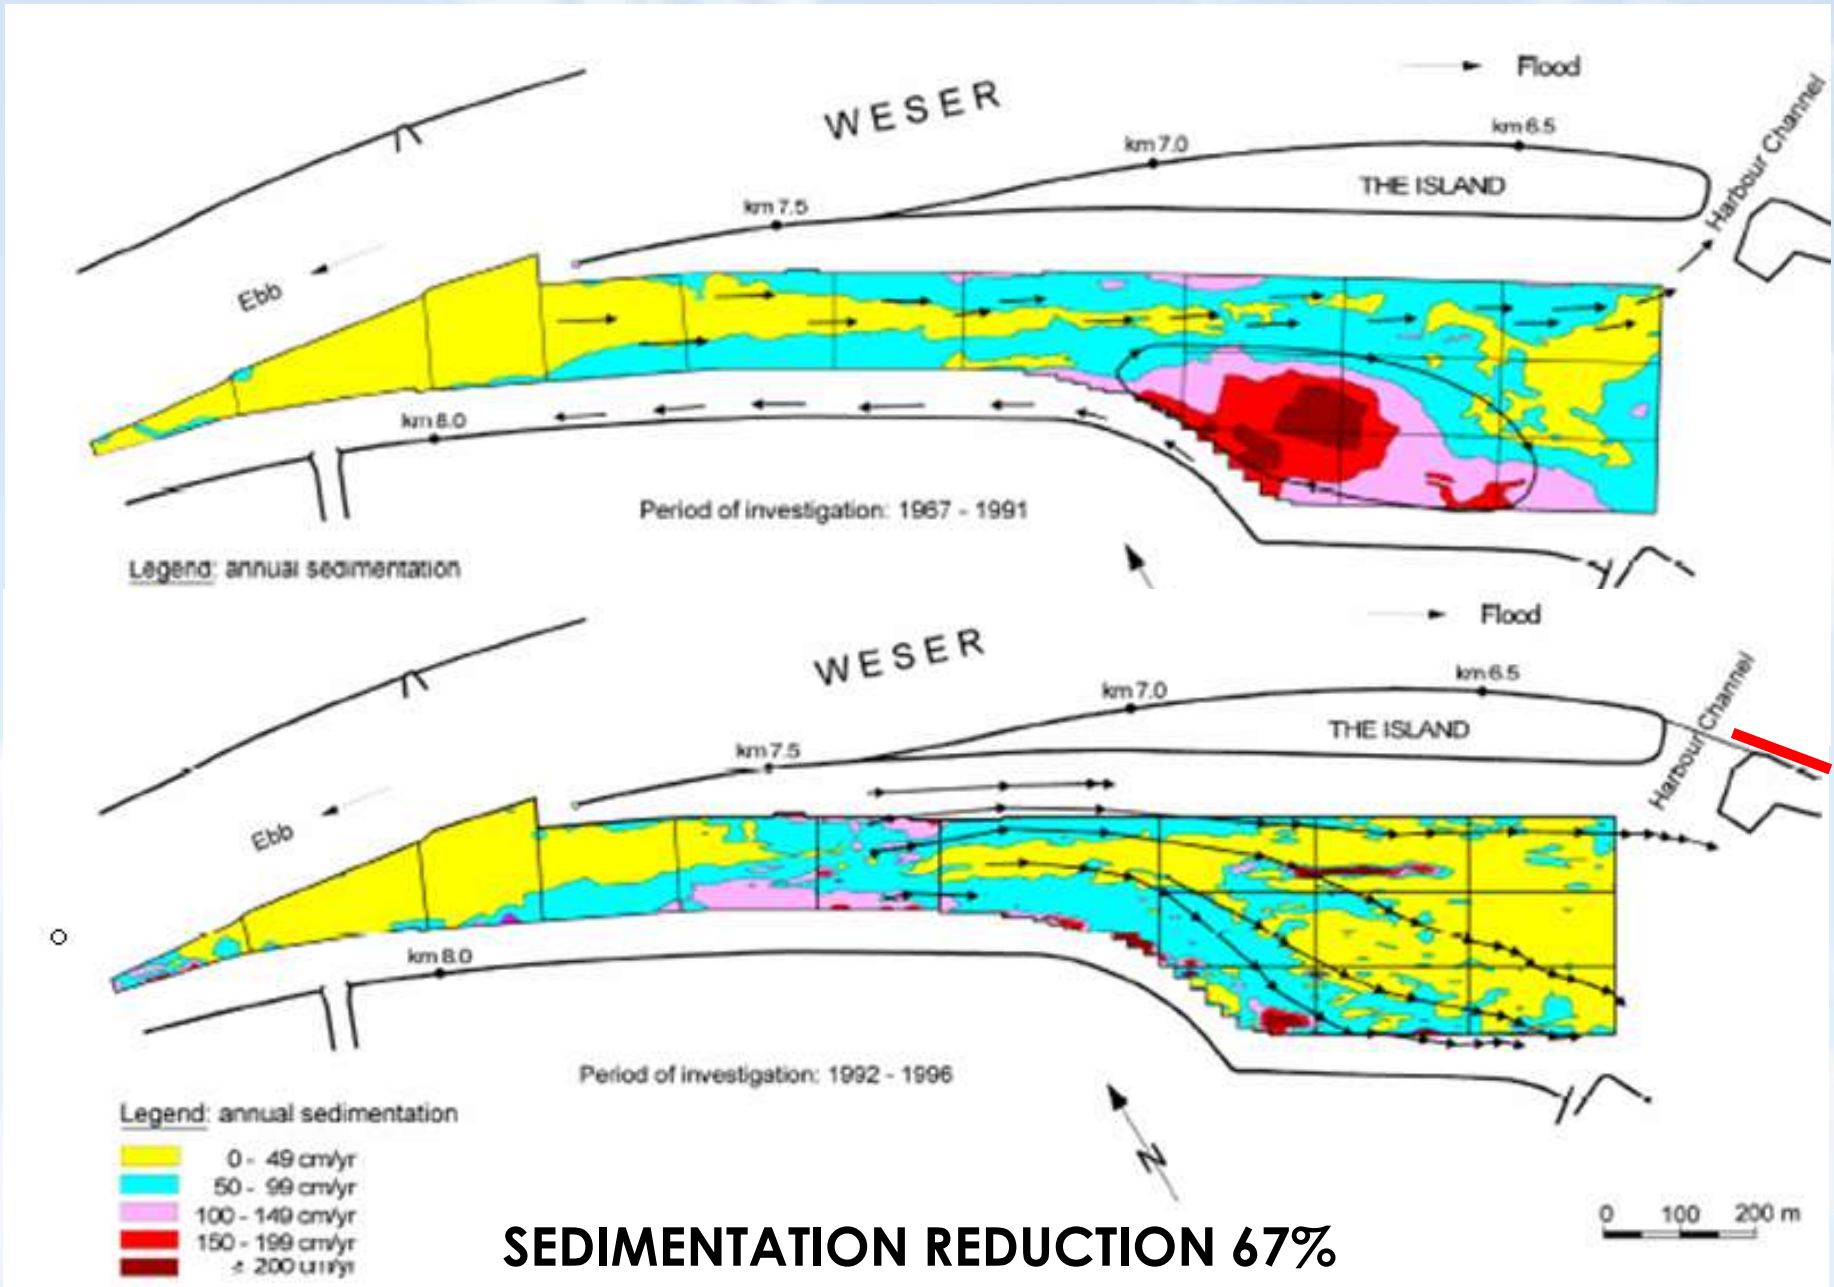 Flood
WESER
km 6.5
km 7.0
THE ISLAND
Harbour Channel
km 7.5
Ebb
km 8.0
Period of investigation: 1967 - 1991
Legend: annual sedimentation
Flood
WESER
km 6.5
km 7.0
THE ISLAND
Harbour Channel
km 7.5
Ebb
km 8.0
Period of investigation: 1992 - 1996
Legend: annual sedimentation
N
0 - 49 cm/yr
50 - 99 cm/yr
100 - 149 cm/yr
150 - 199 cm/yr
≥ 200 cm/yr
0 100 200 m
SEDIMENTATION REDUCTION 67%